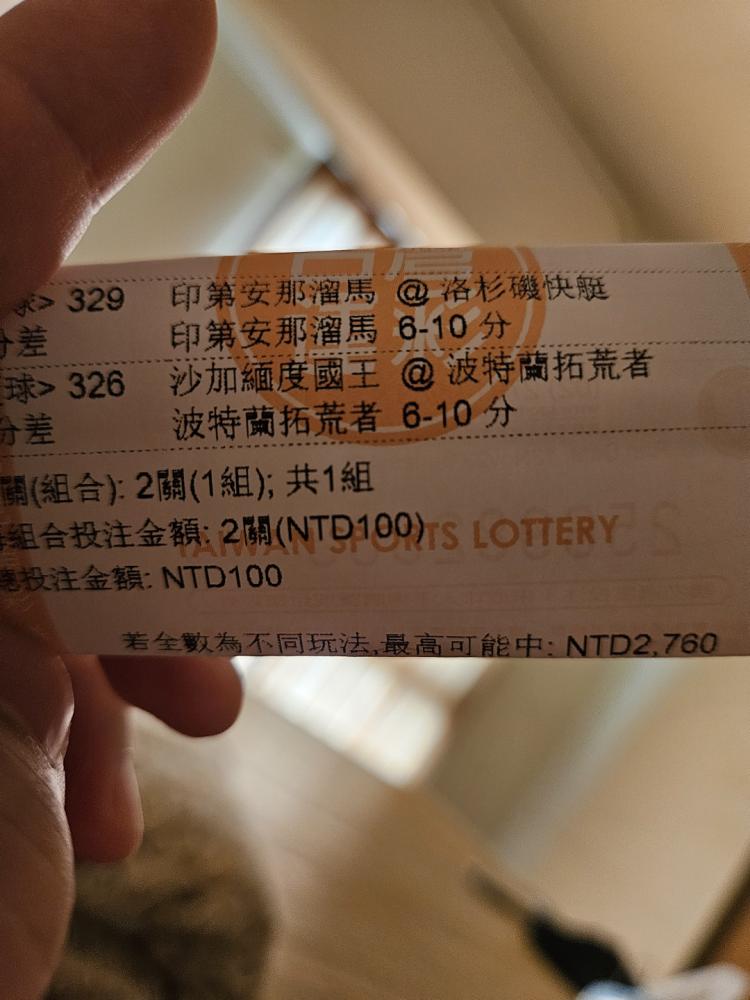 球> 329 印第安那溜馬 @ 洛杉磯快艇
分差 印第安那溜馬 6-10 分
球> 326 沙加緬度國王 @ 波特蘭拓荒者
分差 波特蘭拓荒者 6-10 分
關(組合): 2關(1組); 共1組
組合投注金額: 2關(NTD100)
TAIWAN SPORTS LOTTERY
總投注金額: NTD100
若全數為不同玩法,最高可能中: NTD2,760